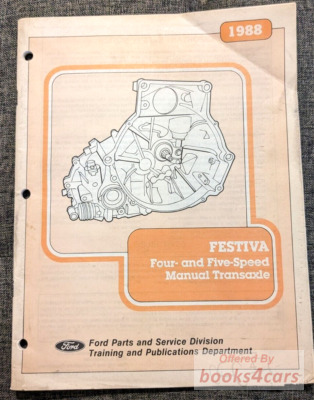 1988
FESTIVA
Four- and Five-Speed
Manual Transaxle
Ford
Ford Parts and Service Division
Training and Publications Department
Offered By
books4cars